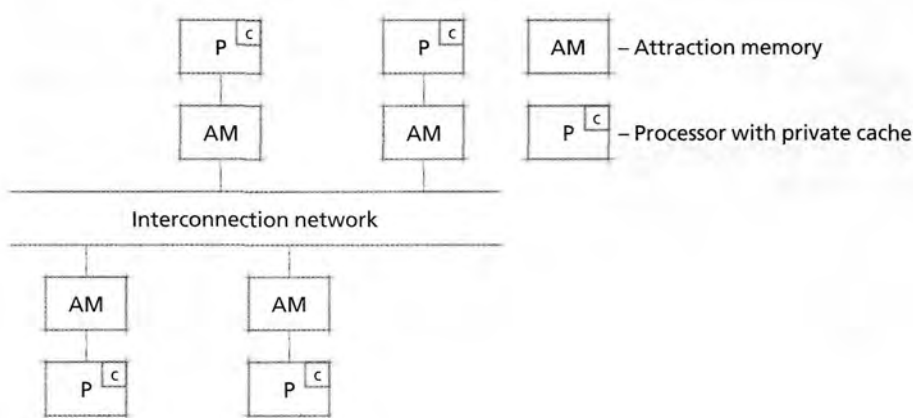 P c P c AM – Attraction memory
AM AM P c – Processor with private cache
Interconnection network
AM AM
P c P c